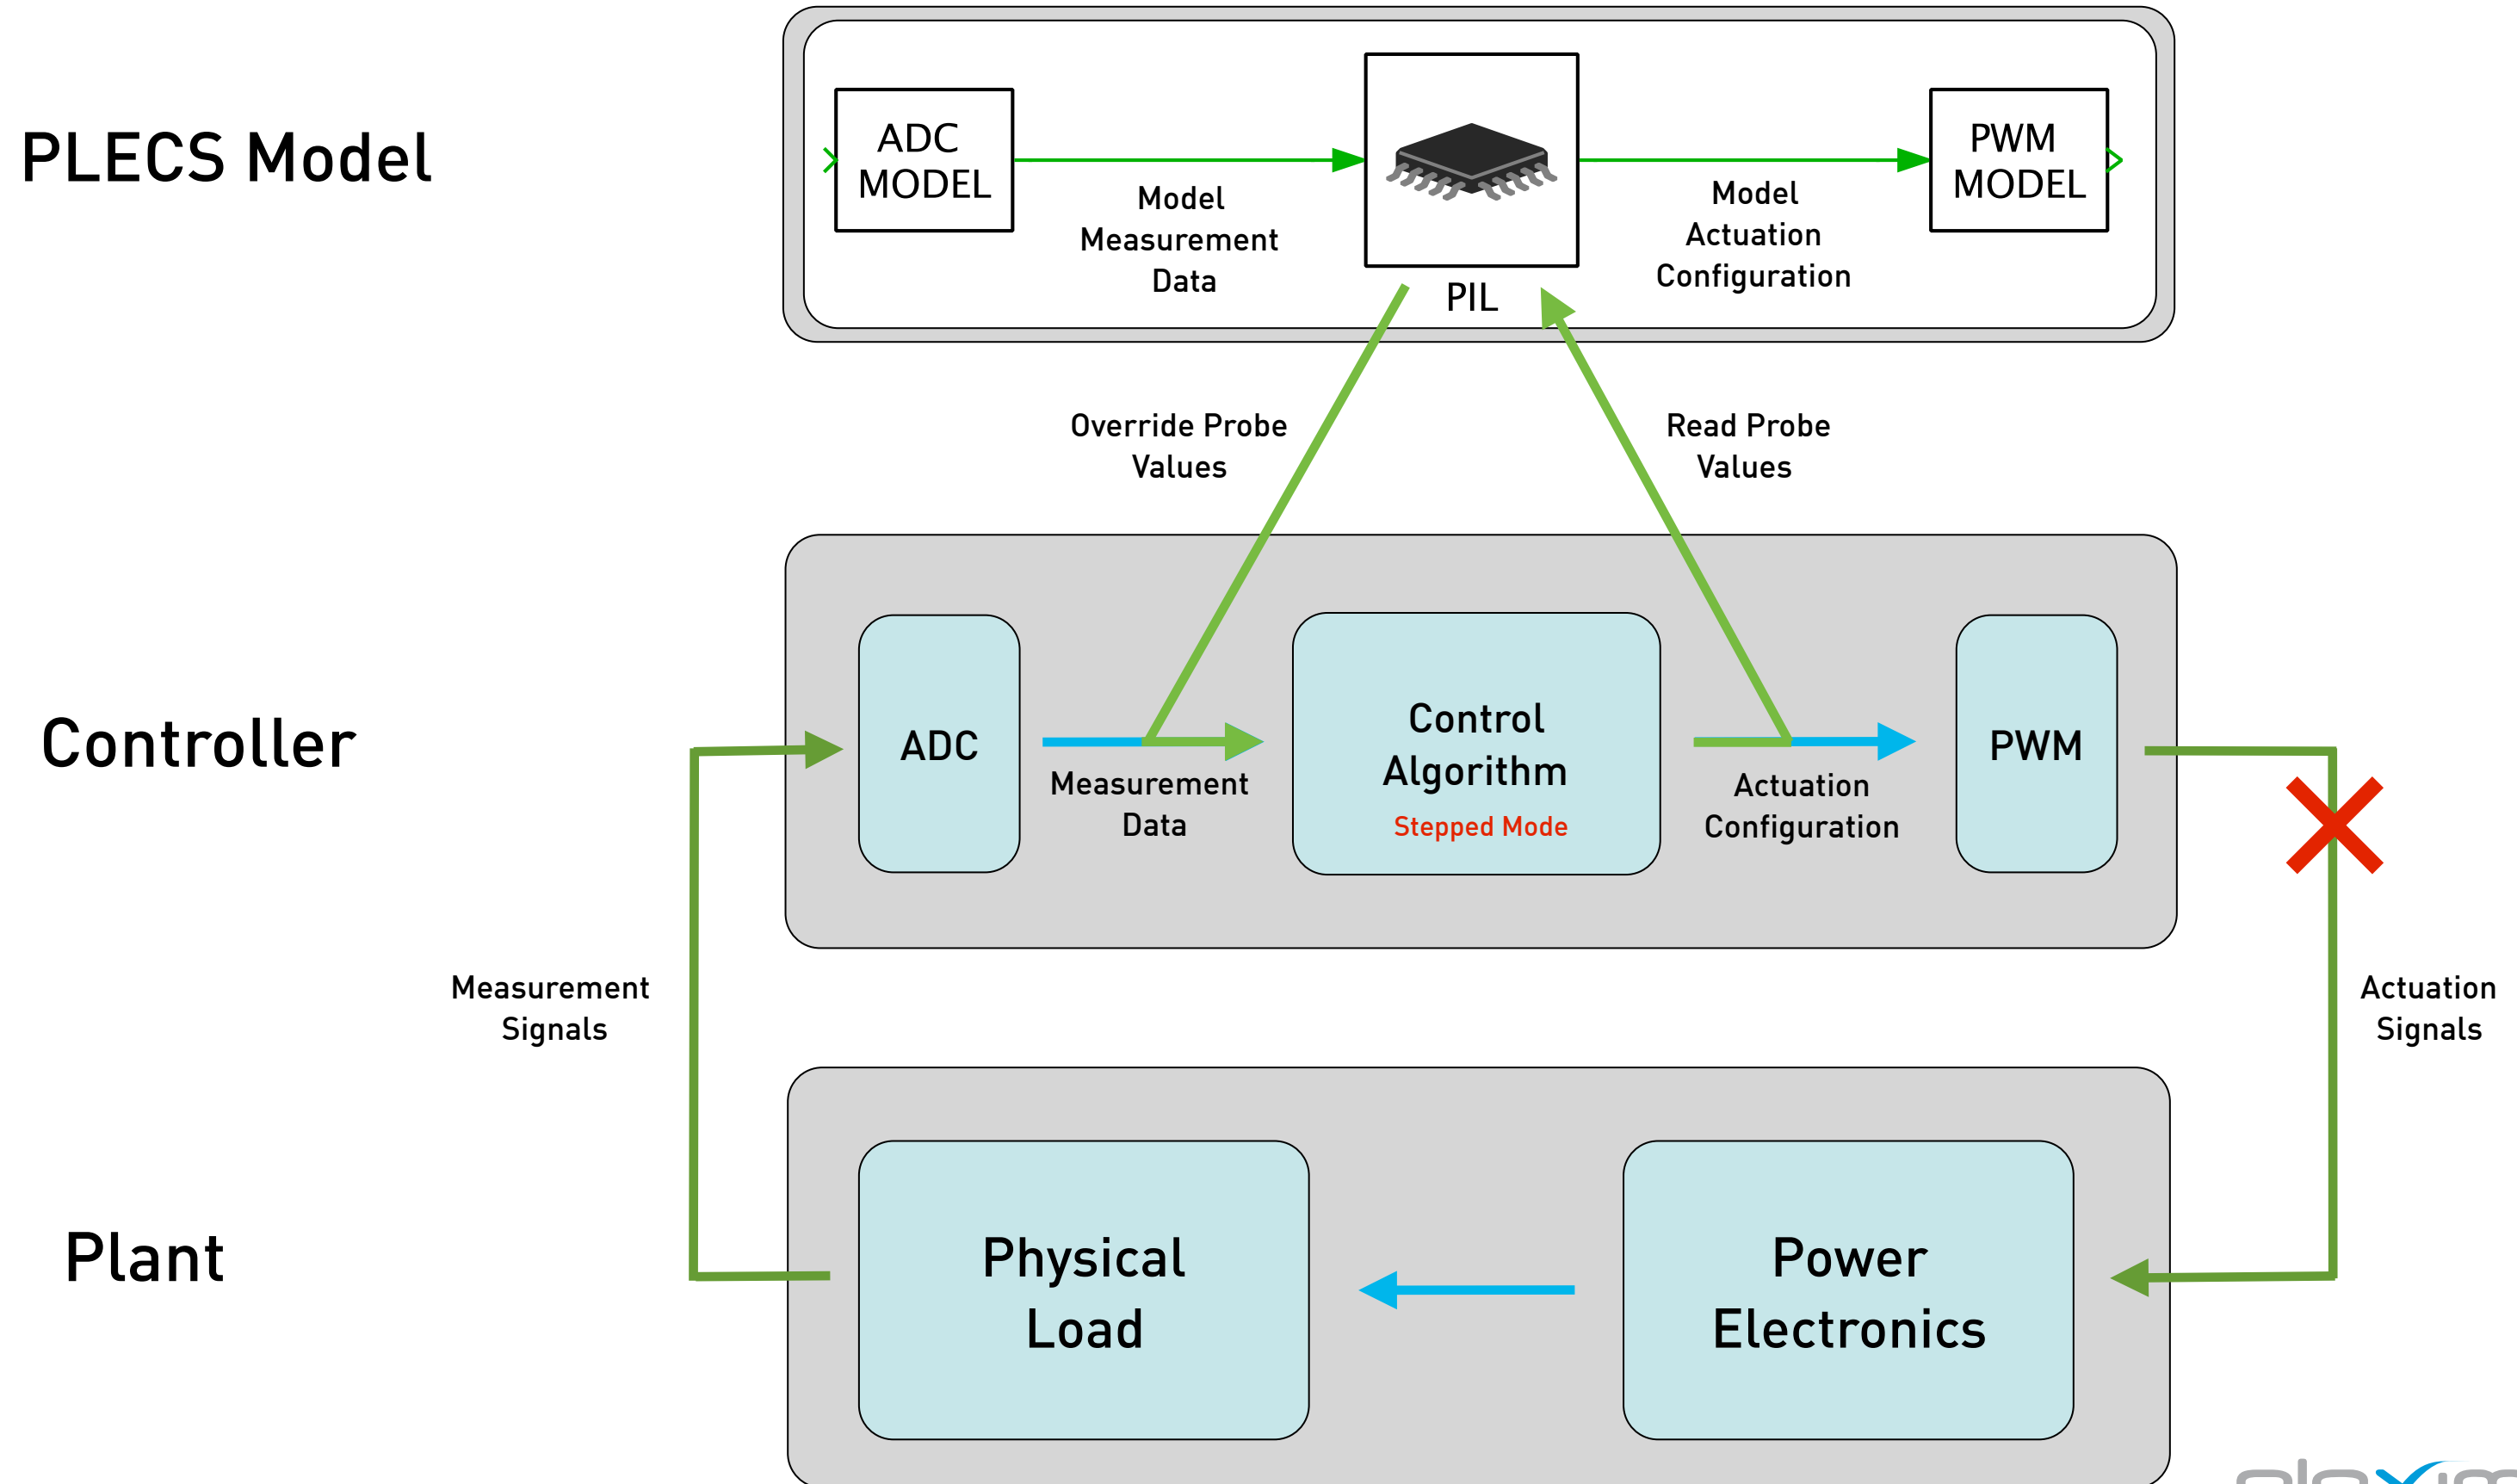 PLECS Model
ADC
MODEL
Model
Measurement
Data
PIL
Model
Actuation
Configuration
PWM
MODEL
Override Probe
Values
Read Probe
Values
Controller
ADC
Measurement
Data
Control
Algorithm
Stepped Mode
Actuation
Configuration
PWM
Measurement
Signals
Actuation
Signals
Plant
Physical
Load
Power
Electronics